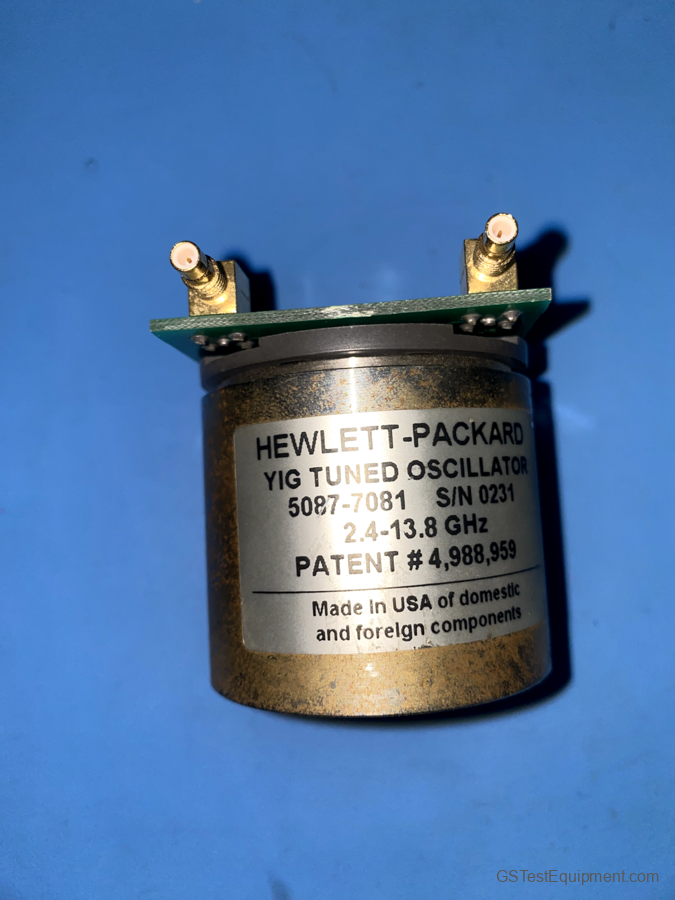 HEWLETT-PACKARD
YIG TUNED OSCILLATOR
5087-7081 S/N 0231
2.4-13.8 GHz
PATENT # 4,988,959
Made in USA of domestic
and foreign components
GSTestEquipment.com